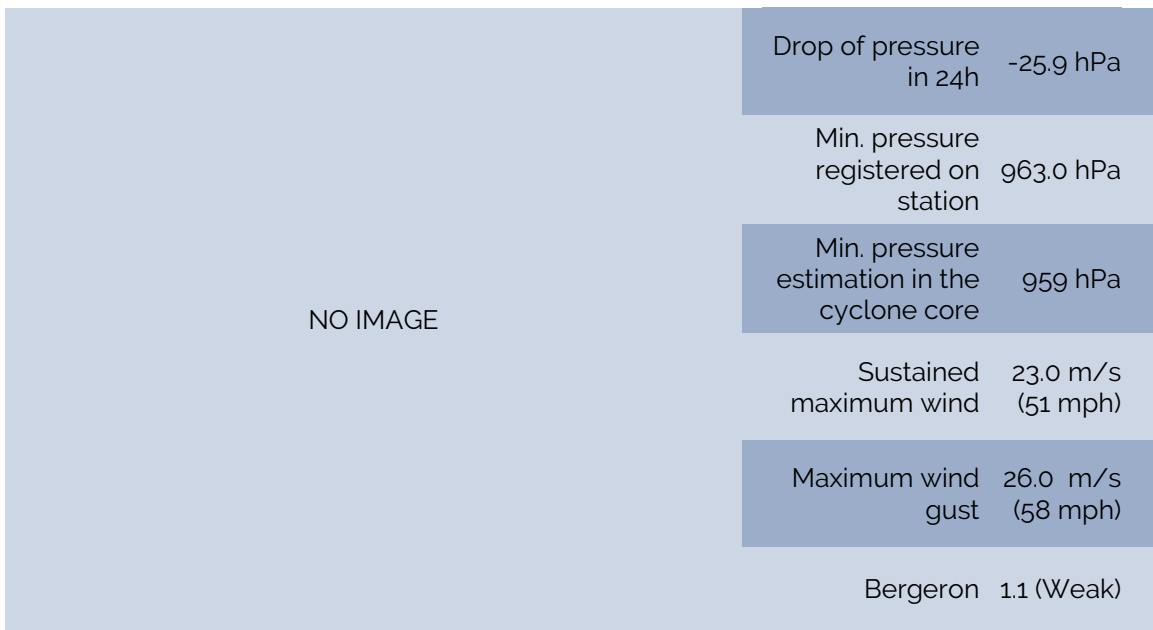 NO IMAGE
Drop of pressure
in 24h
-25.9 hPa
Min. pressure
registered on
station
963.0 hPa
Min. pressure
estimation in the
cyclone core
959 hPa
Sustained
maximum wind
23.0 m/s
(51 mph)
Maximum wind
gust
26.0 m/s
(58 mph)
Bergeron
1.1 (Weak)